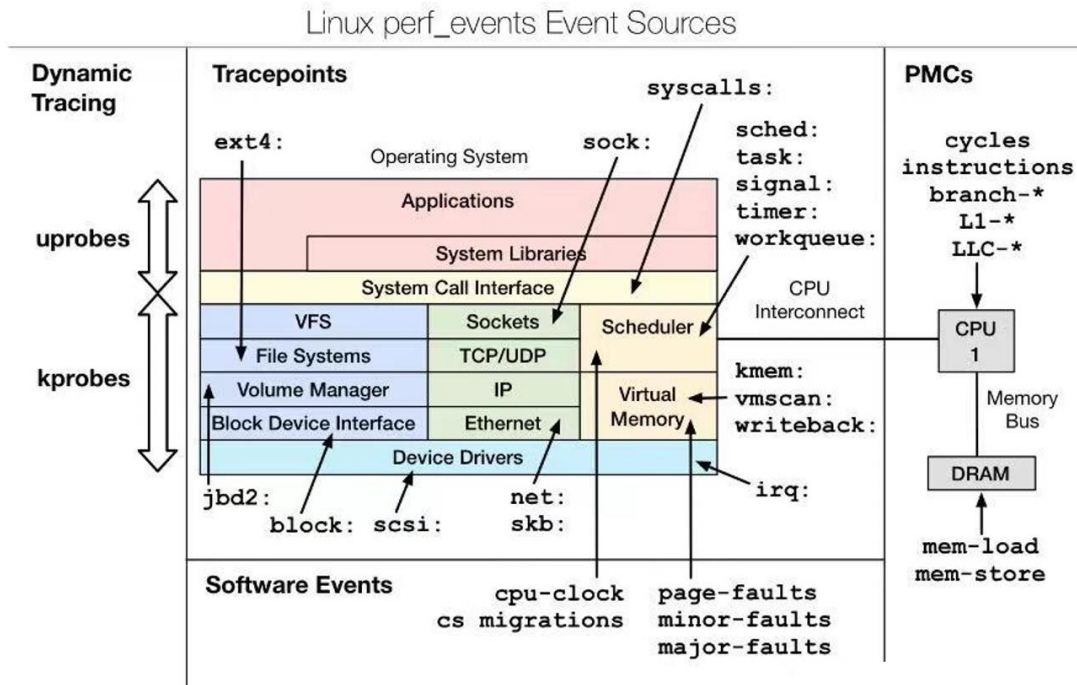 Linux perf_events Event Sources
Dynamic
Tracing
uprobes
kprobes
Tracepoints
syscalls:
ext4:
Operating System
sock:
sched:
task:
signal:
timer:
workqueue:
Applications
System Libraries
System Call Interface
VFS
Sockets
Scheduler
File Systems
TCP/UDP
Volume Manager
IP
Virtual
Memory
Block Device Interface
Ethernet
Device Drivers
kmem:
vmscan:
writeback:
jbd2:
block:
scsi:
net:
skb:
irq:
CPU
Interconnect
PMCs
cycles
instructions
branch-*
L1-*
LLC-*
CPU
1
Memory
Bus
DRAM
mem-load
mem-store
Software Events
cpu-clock
cs migrations
page-faults
minor-faults
major-faults